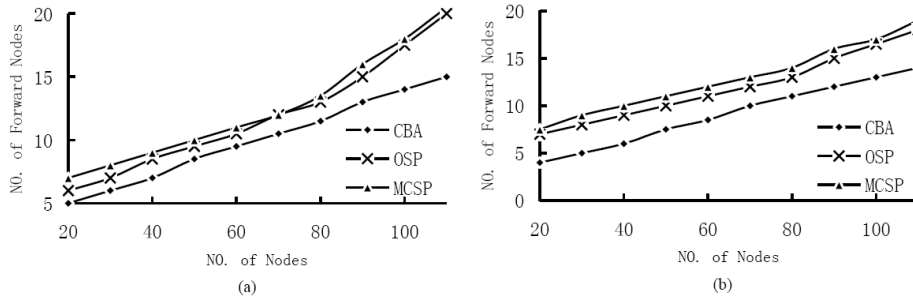 NO. of Forward Nodes
20
15
10
5
20
40
60
80
100
NO. of Nodes
CBA
OSP
MCSP
(a)
NO. of Forward Nodes
20
15
10
5
0
20
40
60
80
100
NO. of Nodes
CBA
OSP
MCSP
(b)